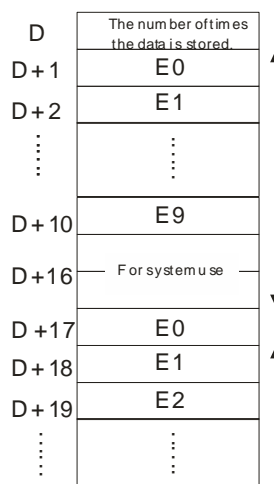 D The number of times
the data is stored.
D+1 E0
D+2 E1
D+10 E9
D+16 For system use
D+17 E0
D+18 E1
D+19 E2